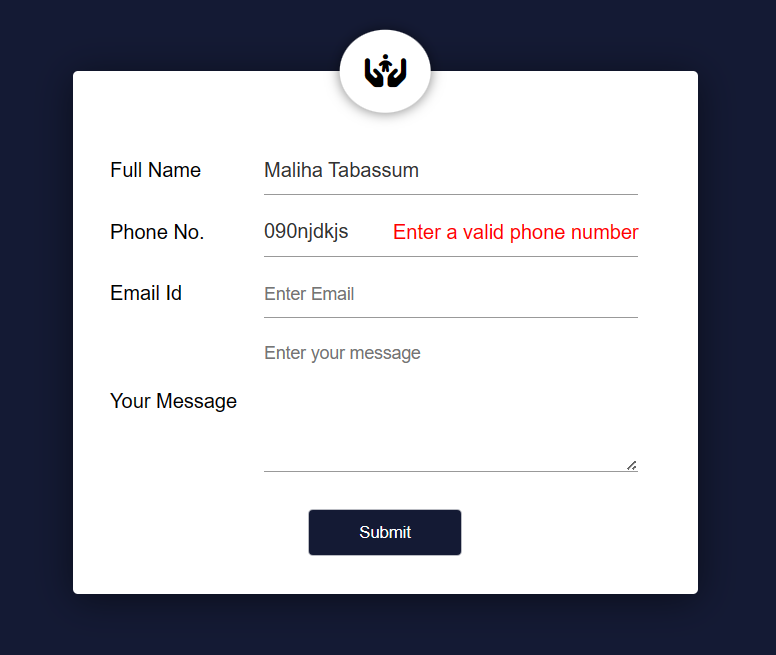 Full Name Maliha Tabassum
Phone No. 090njdkjs Enter a valid phone number
Email Id Enter Email
Enter your message
Your Message
Submit